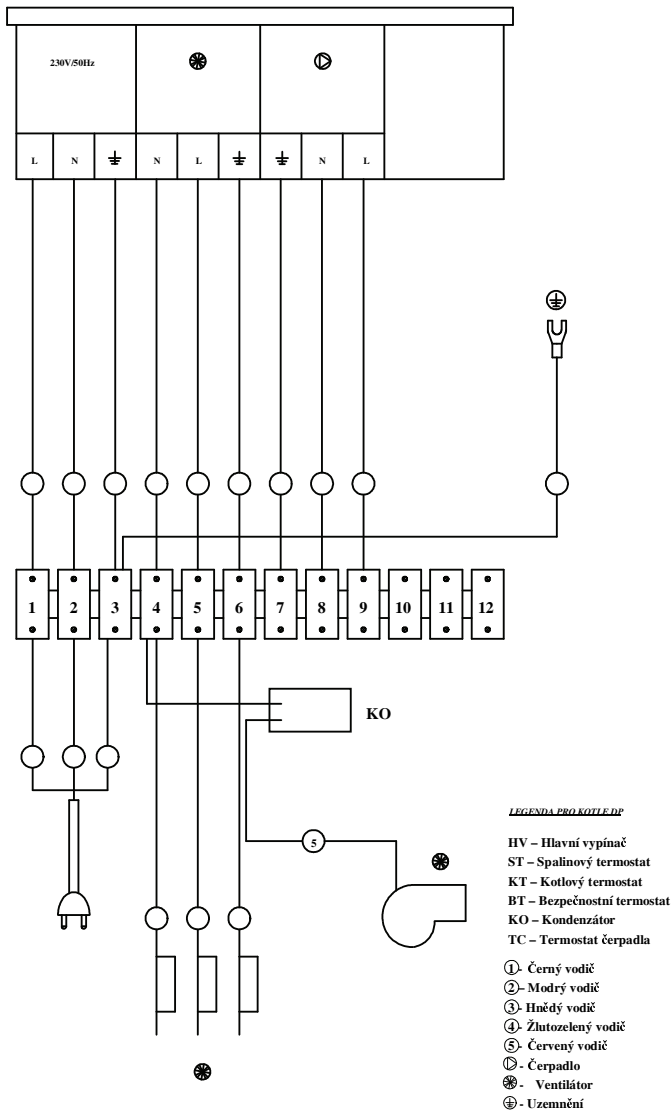 230V/50Hz
L N N L N L
1 2 3 4 5 6 7 8 9 10 11 12
KO
5
LEGENDA PRO KOTLE DP
HV – Hlavní vypínač
ST – Spalinový termostat
KT – Kotlový termostat
BT – Bezpečnostní termostat
KO – Kondenzátor
TC – Termostat čerpadla
1 - Černý vodič
2 – Modrý vodič
3 - Hnědý vodič
4 – Žlutozelený vodič
5 - Červený vodič
- Čerpadlo
- Ventilátor
- Uzemnění